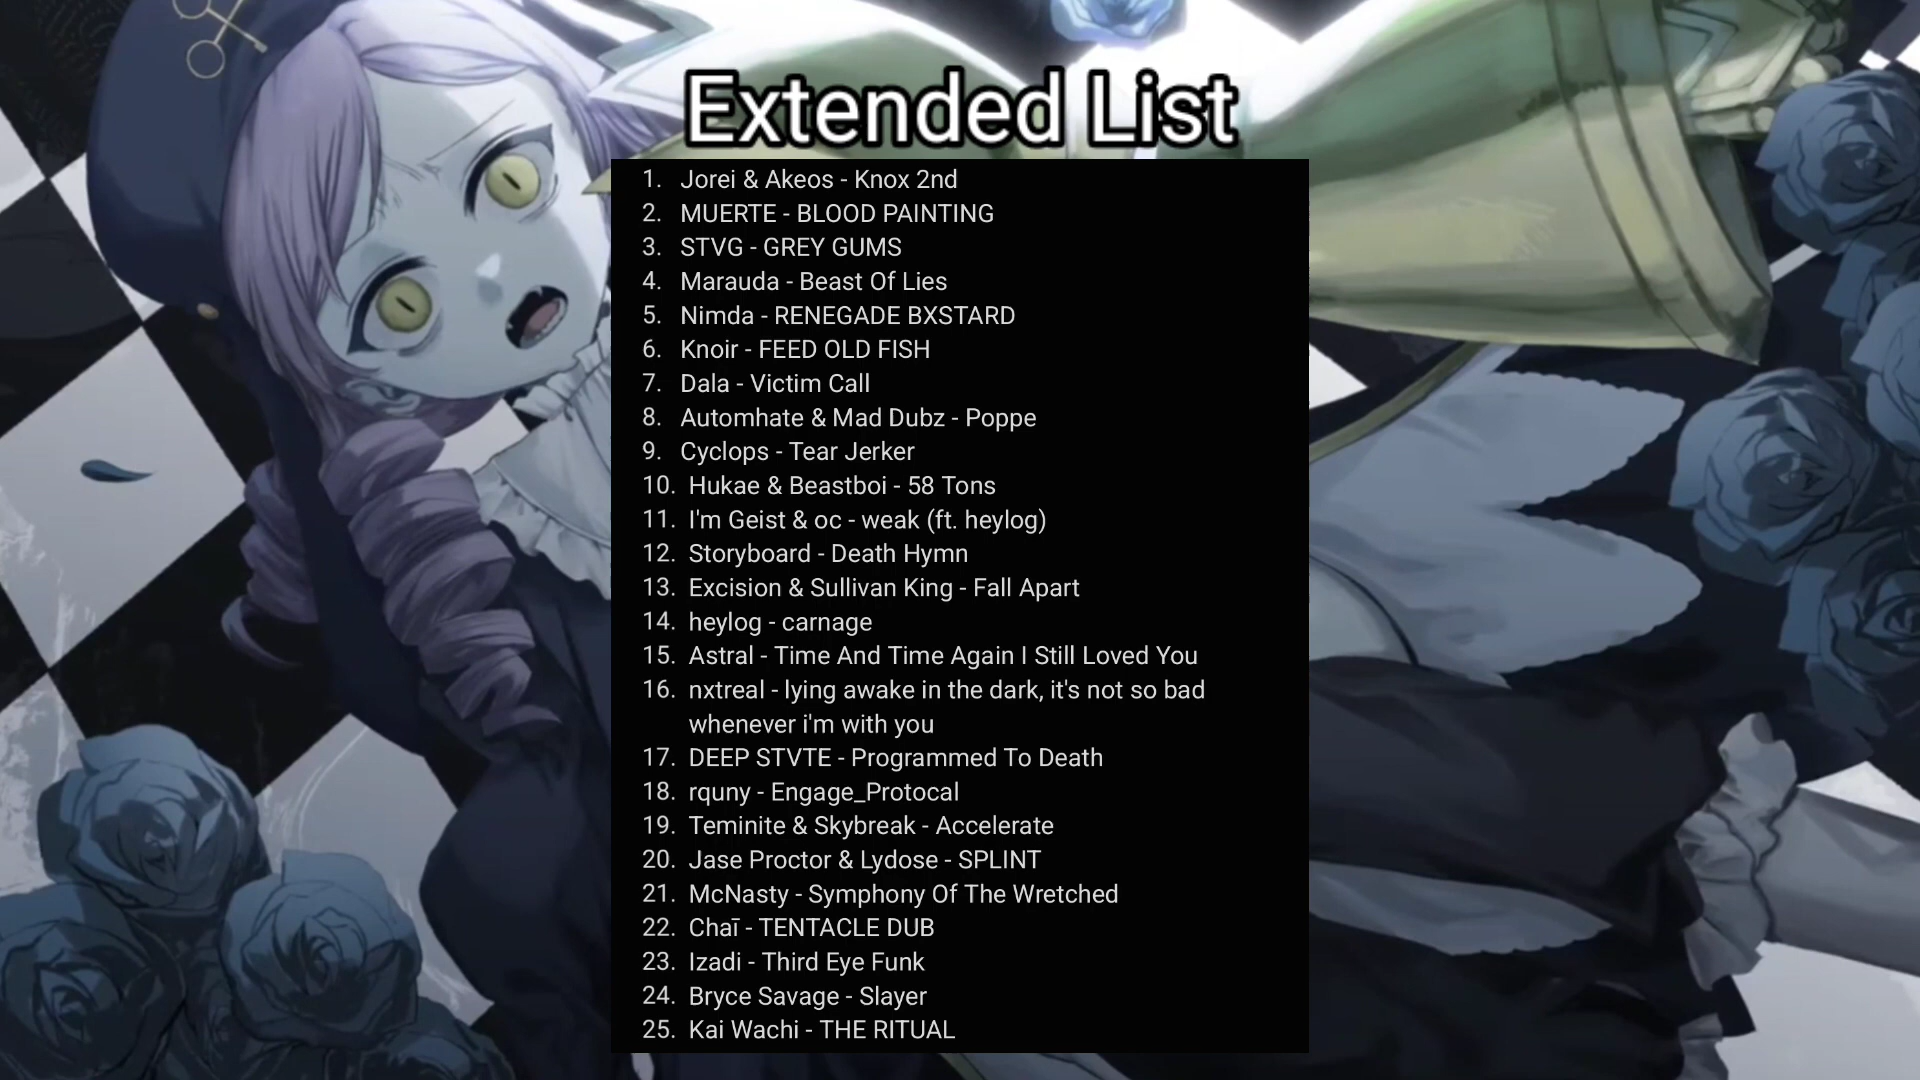 Extended List
1. Jorei & Akeos - Knox 2nd
2. MUERTE - BLOOD PAINTING
3. STVG - GREY GUMS
4. Marauda - Beast Of Lies
5. Nimda - RENEGADE BXSTARD
6. Knoir - FEED OLD FISH
7. Dala - Victim Call
8. Automhate & Mad Dubz - Poppe
9. Cyclops - Tear Jerker
10. Hukae & Beastboi - 58 Tons
11. I'm Geist & oc - weak (ft. heylog)
12. Storyboard - Death Hymn
13. Excision & Sullivan King - Fall Apart
14. heylog - carnage
15. Astral - Time And Time Again I Still Loved You
16. nxtreal - lying awake in the dark, it's not so bad
whenever i'm with you
17. DEEP STVTE - Programmed To Death
18. rquny - Engage_Protocal
19. Teminite & Skybreak - Accelerate
20. Jase Proctor & Lydose - SPLINT
21. McNasty - Symphony Of The Wretched
22. Chaī - TENTACLE DUB
23. Izadi - Third Eye Funk
24. Bryce Savage - Slayer
25. Kai Wachi - THE RITUAL